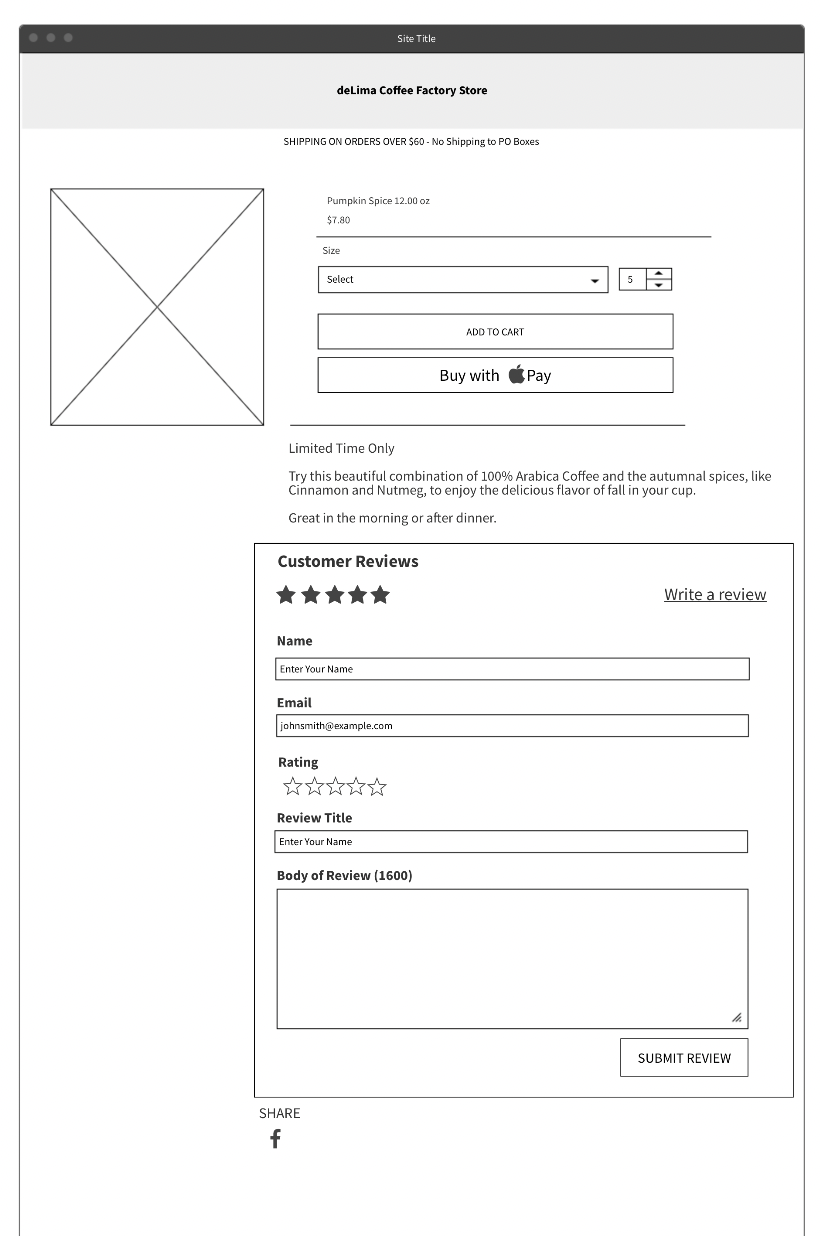 Site Title
deLima Coffee Factory Store
SHIPPING ON ORDERS OVER $60 - No Shipping to PO Boxes
Pumpkin Spice 12.00 oz
$7.80
Size
Select
5
ADD TO CART
Buy with Pay
Limited Time Only
Try this beautiful combination of 100% Arabica Coffee and the autumnal spices, like
Cinnamon and Nutmeg, to enjoy the delicious flavor of fall in your cup.
Great in the morning or after dinner.
Customer Reviews
Write a review
Name
Enter Your Name
Email
johnsmith@example.com
Rating
Review Title
Enter Your Name
Body of Review (1600)
SUBMIT REVIEW
SHARE